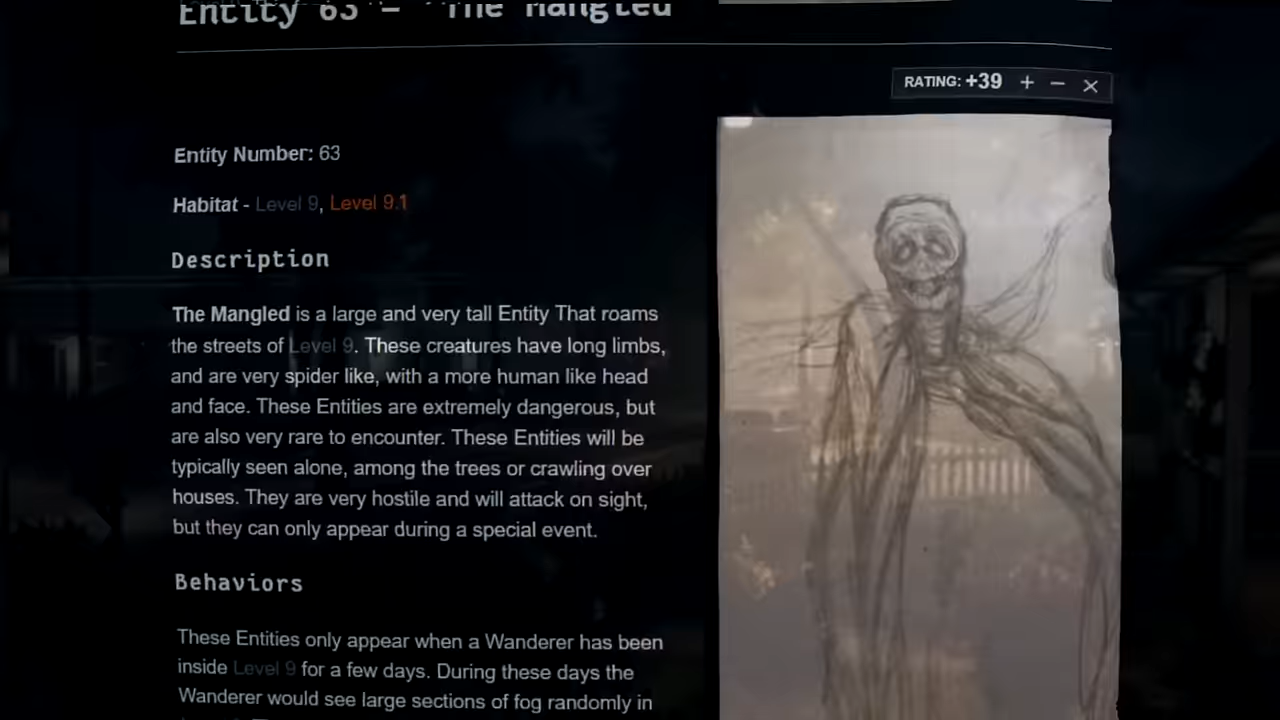 Entity 63 – "The Mangled
RATING: +39 + – ×
Entity Number: 63
Habitat - Level 9, Level 9.1
Description
The Mangled is a large and very tall Entity That roams
the streets of Level 9. These creatures have long limbs,
and are very spider like, with a more human like head
and face. These Entities are extremely dangerous, but
are also very rare to encounter. These Entities will be
typically seen alone, among the trees or crawling over
houses. They are very hostile and will attack on sight,
but they can only appear during a special event.
Behaviors
These Entities only appear when a Wanderer has been
inside Level 9 for a few days. During these days the
Wanderer would see large sections of fog randomly in